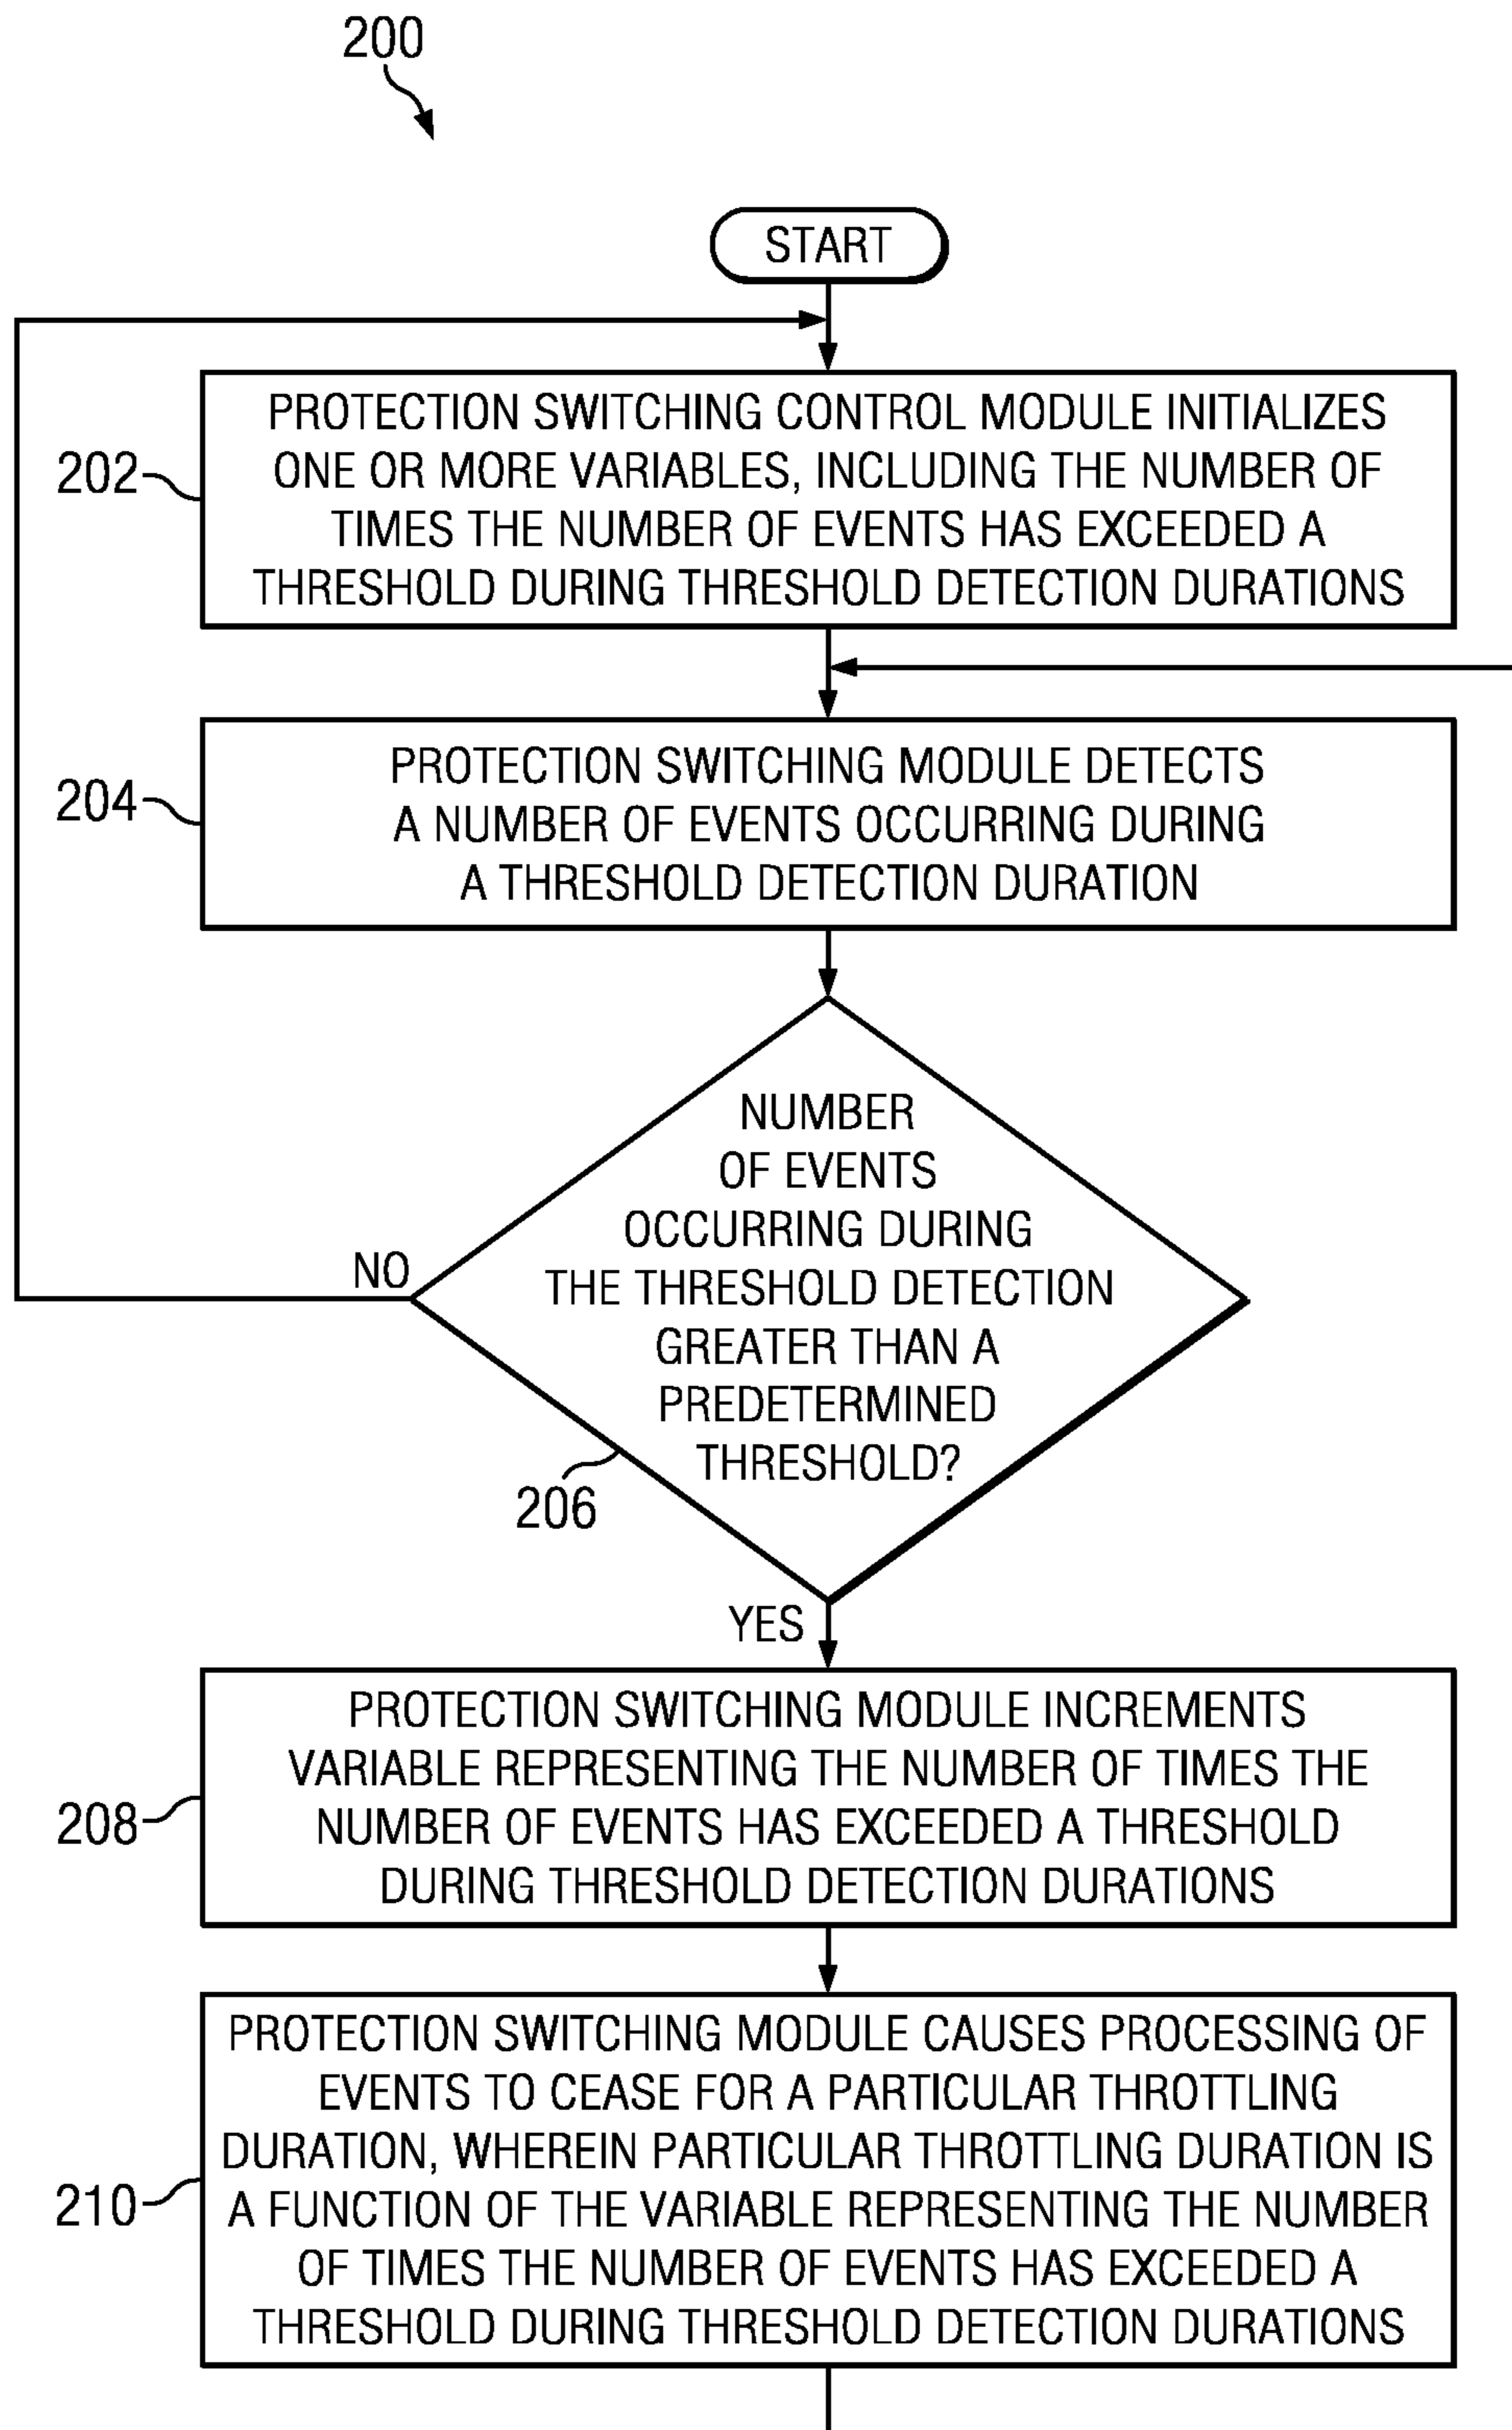 200
START
202
PROTECTION SWITCHING CONTROL MODULE INITIALIZES
ONE OR MORE VARIABLES, INCLUDING THE NUMBER OF
TIMES THE NUMBER OF EVENTS HAS EXCEEDED A
THRESHOLD DURING THRESHOLD DETECTION DURATIONS
204
PROTECTION SWITCHING MODULE DETECTS
A NUMBER OF EVENTS OCCURRING DURING
A THRESHOLD DETECTION DURATION
NUMBER
OF EVENTS
OCCURRING DURING
THE THRESHOLD DETECTION
GREATER THAN A
PREDETERMINED
THRESHOLD?
NO
206
YES
208
PROTECTION SWITCHING MODULE INCREMENTS
VARIABLE REPRESENTING THE NUMBER OF TIMES THE
NUMBER OF EVENTS HAS EXCEEDED A THRESHOLD
DURING THRESHOLD DETECTION DURATIONS
210
PROTECTION SWITCHING MODULE CAUSES PROCESSING OF
EVENTS TO CEASE FOR A PARTICULAR THROTTLING
DURATION, WHEREIN PARTICULAR THROTTLING DURATION IS
A FUNCTION OF THE VARIABLE REPRESENTING THE NUMBER
OF TIMES THE NUMBER OF EVENTS HAS EXCEEDED A
THRESHOLD DURING THRESHOLD DETECTION DURATIONS